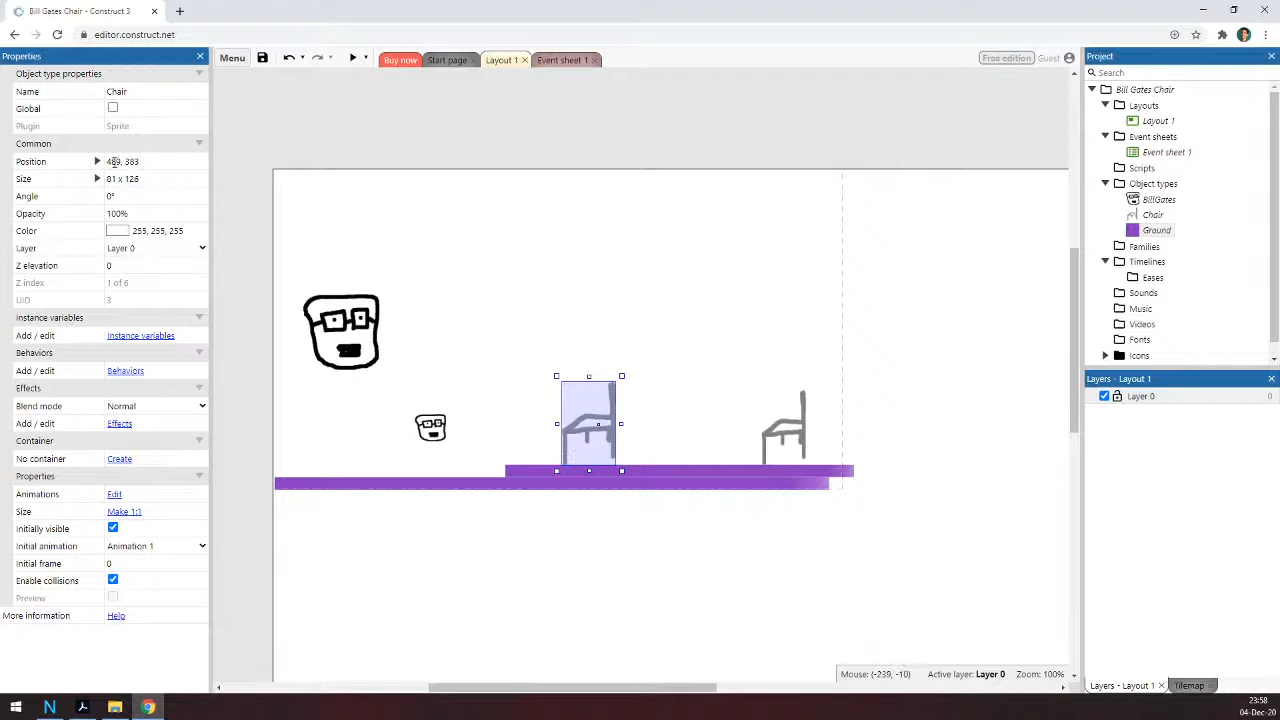 Bill Gates Chair - Construct 3
editor.construct.net
Properties
Object type properties
Name Chair
Global
Plugin Sprite
Common
Position 489, 383
Size 81 x 126
Angle 0°
Opacity 100%
Color 255, 255, 255
Layer Layer 0
Z elevation 0
Z index 1 of 6
UID 3
Instance variables
Add / edit Instance variables
Behaviors
Add / edit Behaviors
Effects
Blend mode Normal
Add / edit Effects
Container
No container Create
Properties
Animations Edit
Size Make 1:1
Initially visible
Initial animation Animation 1
Initial frame 0
Enable collisions
Preview
More information Help
Menu
Buy now Start page Layout 1 Event sheet 1
Free edition Guest
Mouse: (-239, -10) Active layer: Layer 0 Zoom: 100%
Project
Search
Bill Gates Chair
Layouts
Layout 1
Event sheets
Event sheet 1
Scripts
Object types
BillGates
Chair
Ground
Families
Timelines
Eases
Sounds
Music
Videos
Fonts
Icons
Layers - Layout 1
Layer 0 0
Layers - Layout 1 Tilemap
23:58
04-Dec-20